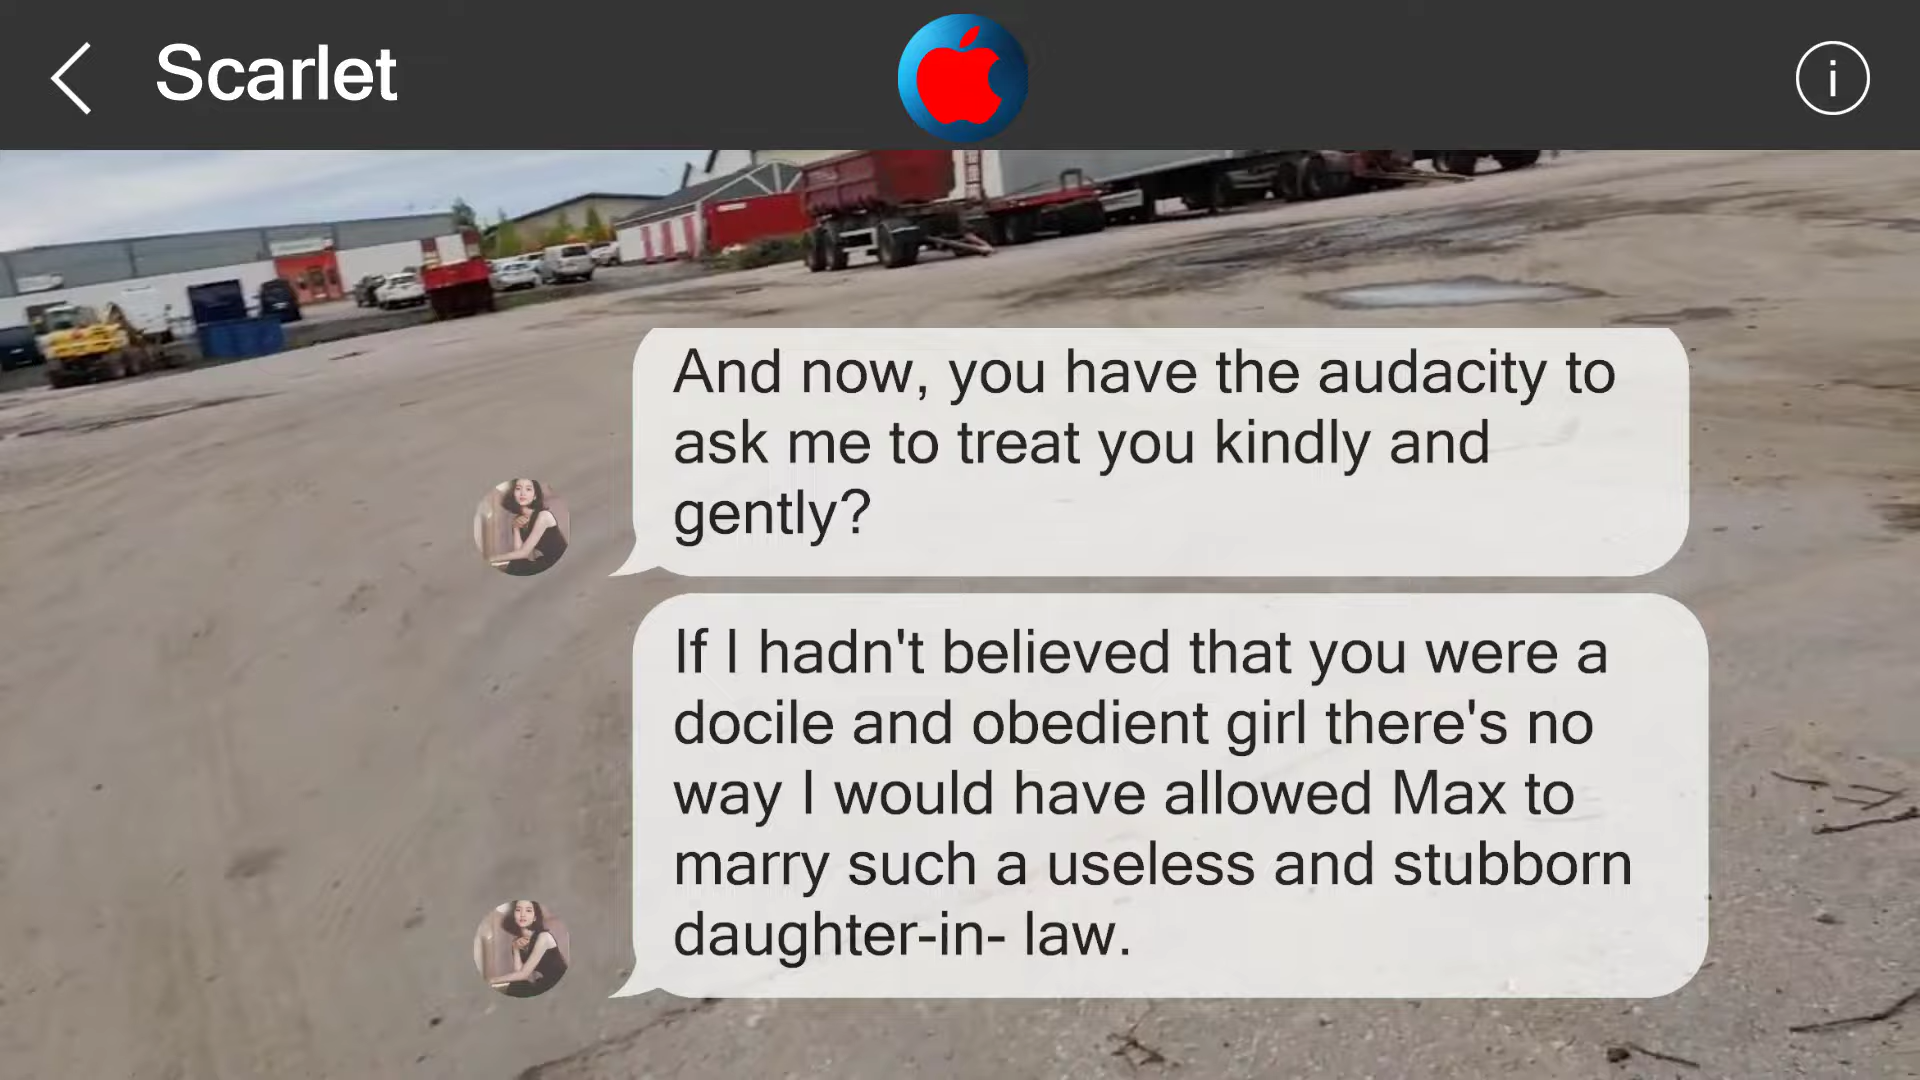 Scarlet
And now, you have the audacity to
ask me to treat you kindly and
gently?
If I hadn't believed that you were a
docile and obedient girl there's no
way I would have allowed Max to
marry such a useless and stubborn
daughter-in- law.